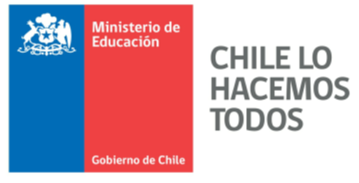 Ministerio de
Educación
Gobierno de Chile
CHILE LO
HACEMOS
TODOS